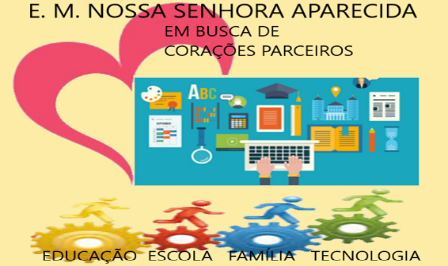 E. M. NOSSA SENHORA APARECIDA
EM BUSCA DE
CORAÇÕES PARCEIROS
ABC
EDUCAÇÃO ESCOLA FAMÍLIA TECNOLOGIA